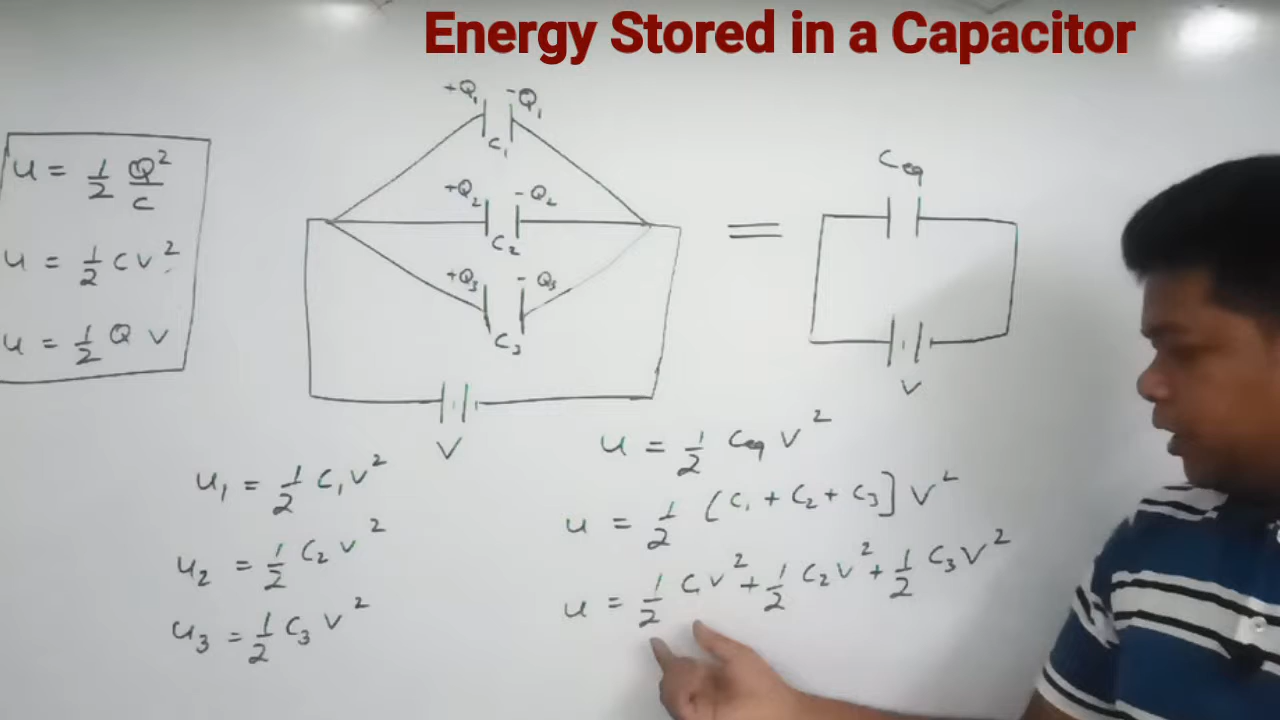 Energy Stored in a Capacitor
U = 1/2 Q²/C
U = 1/2 CV²
U = 1/2 Q V
+Q₁ -Q₁
C₁
+Q₂ -Q₂
C₂
+Q₃ -Q₃
C₃
V
=
Ceq
V
U₁ = 1/2 C₁V²
U₂ = 1/2 C₂V²
U₃ = 1/2 C₃V²
U = 1/2 Ceq V²
U = 1/2 [C₁ + C₂ + C₃] V²
U = 1/2 C₁V² + 1/2 C₂V² + 1/2 C₃V²